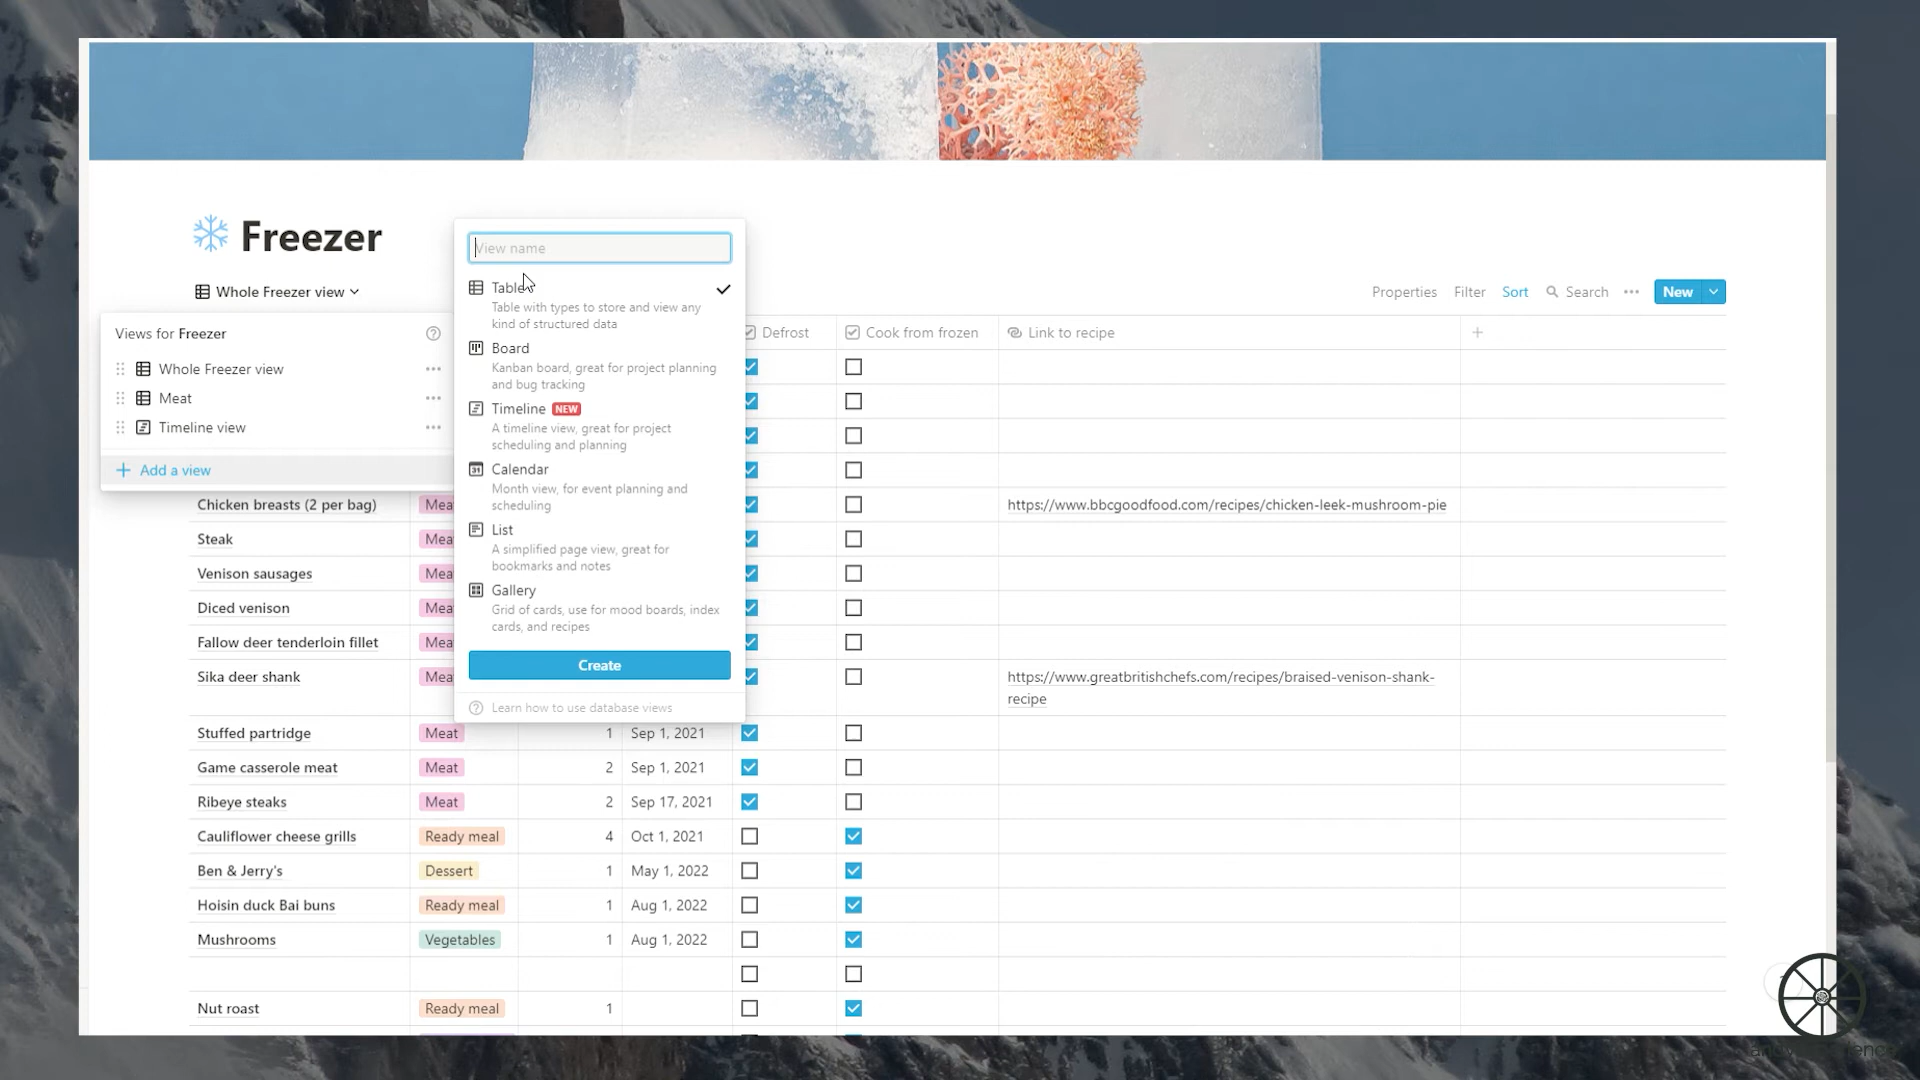 Freezer
Whole Freezer view
Properties Filter Sort Search New
Views for Freezer
Whole Freezer view
Meat
Timeline view
Add a view
View name
Table
Table with types to store and view any
kind of structured data
Board
Kanban board, great for project planning
and bug tracking
Timeline NEW
A timeline view, great for project
scheduling and planning
31 Calendar
Month view, for event planning and
scheduling
List
A simplified page view, great for
bookmarks and notes
Gallery
Grid of cards, use for mood boards, index
cards, and recipes
Create
Learn how to use database views
Defrost Cook from frozen Link to recipe
Chicken breasts (2 per bag) Mea https://www.bbcgoodfood.com/recipes/chicken-leek-mushroom-pie
Steak Mea
Venison sausages Mea
Diced venison Mea
Fallow deer tenderloin fillet Mea
Sika deer shank Mea https://www.greatbritishchefs.com/recipes/braised-venison-shank-
recipe
Stuffed partridge Meat 1 Sep 1, 2021
Game casserole meat Meat 2 Sep 1, 2021
Ribeye steaks Meat 2 Sep 17, 2021
Cauliflower cheese grills Ready meal 4 Oct 1, 2021
Ben & Jerry's Dessert 1 May 1, 2022
Hoisin duck Bai buns Ready meal 1 Aug 1, 2022
Mushrooms Vegetables 1 Aug 1, 2022
Nut roast Ready meal 1